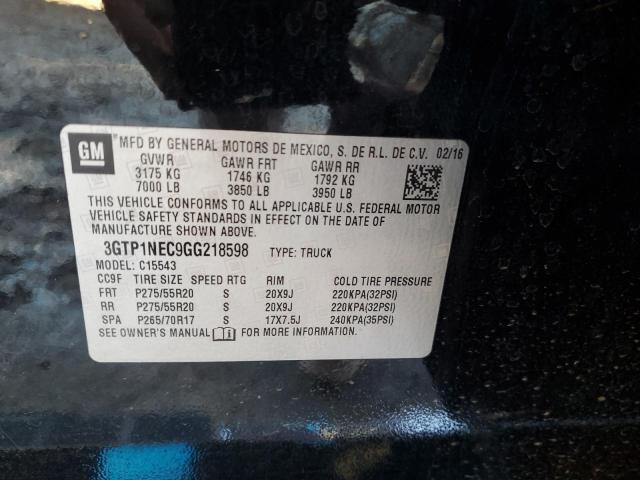 GM
MFD BY GENERAL MOTORS DE MEXICO, S. DE R.L. DE C.V. 02/16
GVWR GAWR FRT GAWR RR
3175 KG 1746 KG 1792 KG
7000 LB 3850 LB 3950 LB
THIS VEHICLE CONFORMS TO ALL APPLICABLE U.S. FEDERAL MOTOR
VEHICLE SAFETY STANDARDS IN EFFECT ON THE DATE OF
MANUFACTURE SHOWN ABOVE.
3GTP1NEC9GG218598 TYPE: TRUCK
MODEL: C15543
CC9F TIRE SIZE SPEED RTG RIM COLD TIRE PRESSURE
FRT P275/55R20 S 20X9J 220KPA(32PSI)
RR P275/55R20 S 20X9J 220KPA(32PSI)
SPA P265/70R17 S 17X7.5J 240KPA(35PSI)
SEE OWNER'S MANUAL FOR MORE INFORMATION.